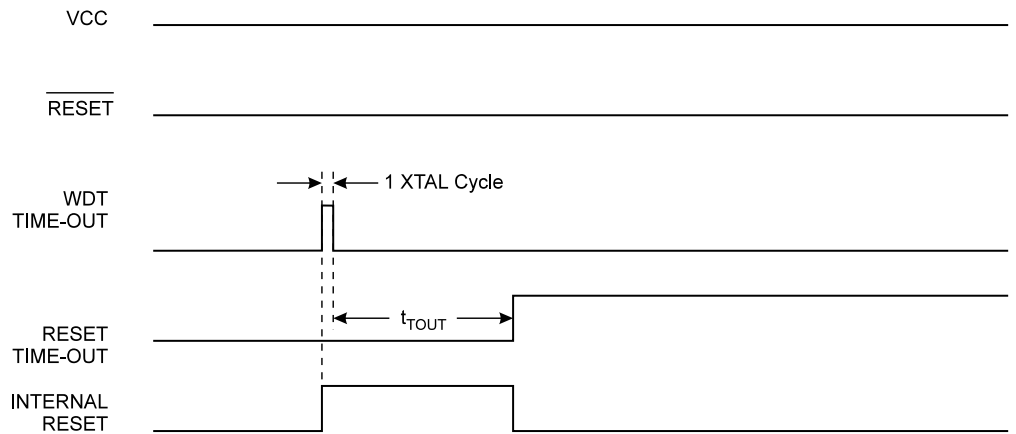 VCC
RESET
1 XTAL Cycle
WDT
TIME-OUT
tTOUT
RESET
TIME-OUT
INTERNAL
RESET